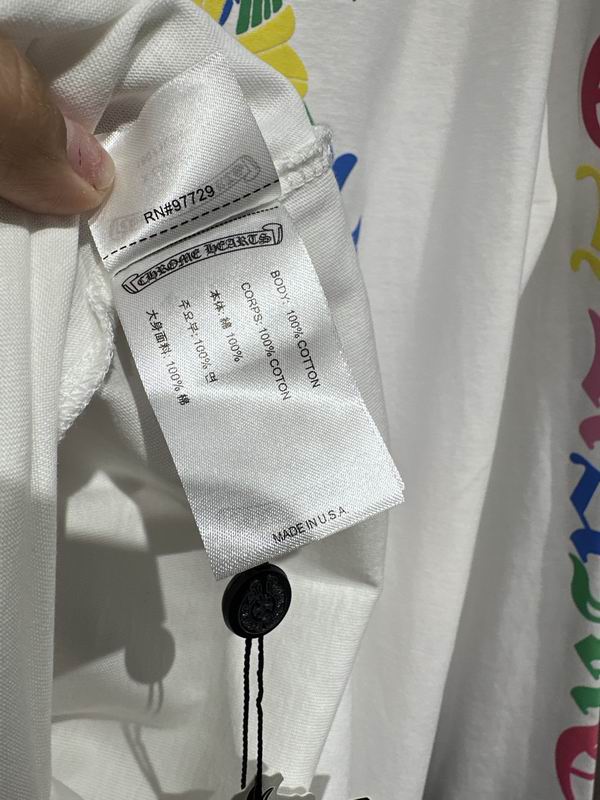 RN#97729
CHROME HEARTS
BODY: 100% COTTON
CORPS: 100% COTON
本体: 綿 100%
주요부: 100% 면
大身面料: 100% 棉
MADE IN U.S.A